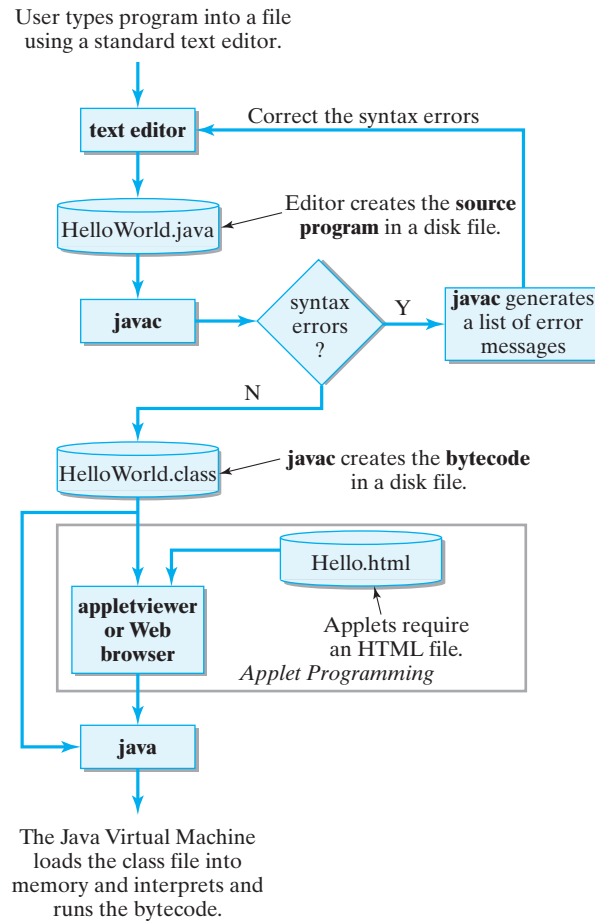 User types program into a file
using a standard text editor.
Correct the syntax errors
text editor
Editor creates the source
program in a disk file.
HelloWorld.java
javac
syntax
errors
?
Y
javac generates
a list of error
messages
N
HelloWorld.class
javac creates the bytecode
in a disk file.
Hello.html
appletviewer
or Web
browser
Applets require
an HTML file.
Applet Programming
java
The Java Virtual Machine
loads the class file into
memory and interprets and
runs the bytecode.